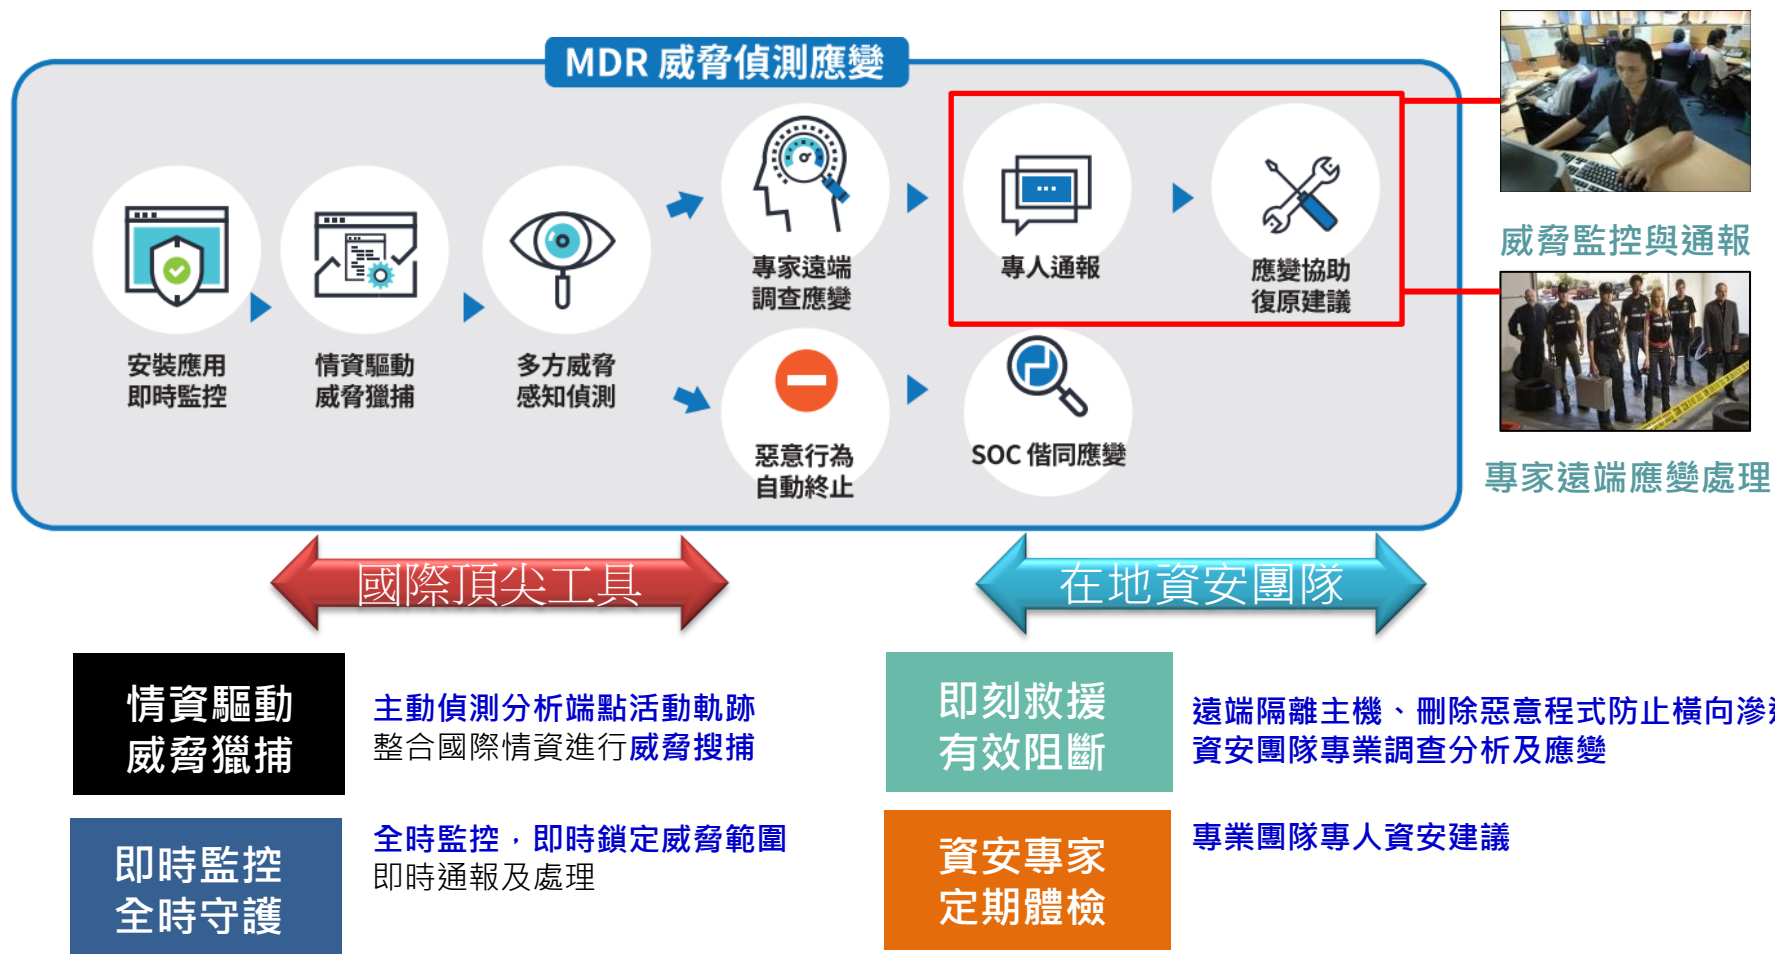 MDR 威脅偵測應變
安裝應用
即時監控
情資驅動
威脅獵捕
多方威脅
感知偵測
專家遠端
調查應變
專人通報
應變協助
復原建議
惡意行為
自動終止
SOC 偕同應變
威脅監控與通報
專家遠端應變處理
國際頂尖工具
在地資安團隊
情資驅動
威脅獵捕
主動偵測分析端點活動軌跡
整合國際情資進行威脅搜捕
即時監控
全時守護
全時監控，即時鎖定威脅範圍
即時通報及處理
即刻救援
有效阻斷
遠端隔離主機、刪除惡意程式防止橫向滲
資安團隊專業調查分析及應變
資安專家
定期體檢
專業團隊專人資安建議